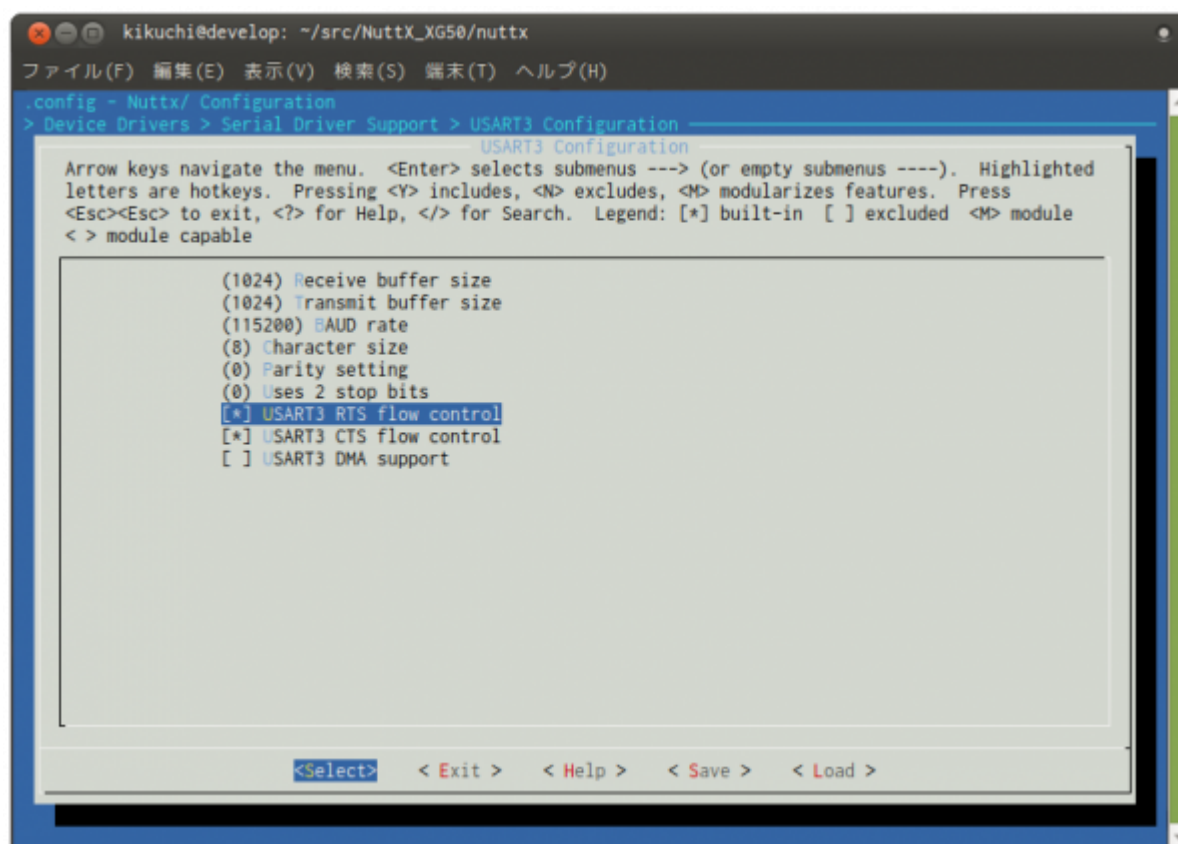 kikuchi@develop: ~/src/NuttX_XG50/nuttx
ファイル(F) 編集(E) 表示(V) 検索(S) 端末(T) ヘルプ(H)
.config - Nuttx/ Configuration
> Device Drivers > Serial Driver Support > USART3 Configuration
USART3 Configuration
Arrow keys navigate the menu. <Enter> selects submenus ---> (or empty submenus ----). Highlighted
letters are hotkeys. Pressing <Y> includes, <N> excludes, <M> modularizes features. Press
<Esc><Esc> to exit, <?> for Help, </> for Search. Legend: [*] built-in [ ] excluded <M> module
< > module capable
(1024) Receive buffer size
(1024) Transmit buffer size
(115200) BAUD rate
(8) Character size
(0) Parity setting
(0) Uses 2 stop bits
[*] USART3 RTS flow control
[*] USART3 CTS flow control
[ ] USART3 DMA support
<Select> < Exit > < Help > < Save > < Load >